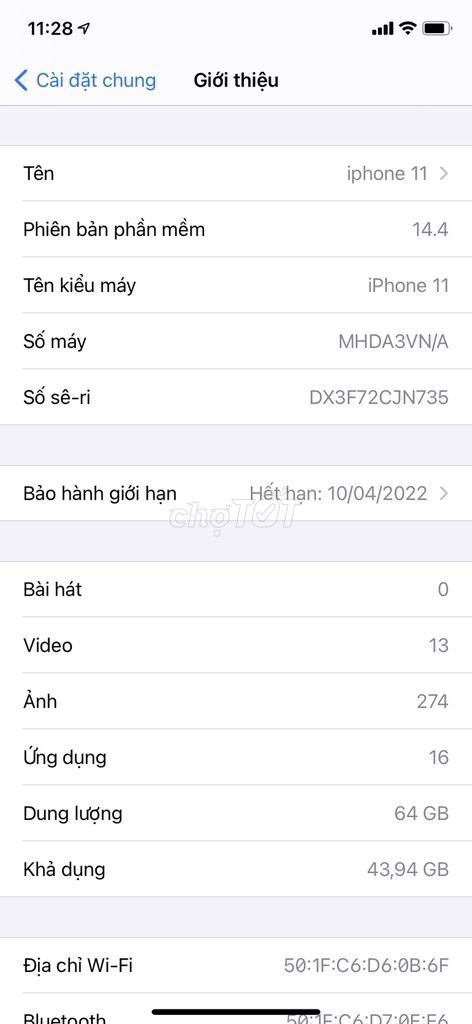 11:28
Cài đặt chung Giới thiệu
Tên iphone 11
Phiên bản phần mềm 14.4
Tên kiểu máy iPhone 11
Số máy MHDA3VN/A
Số sê-ri DX3F72CJN735
Bảo hành giới hạn Hết hạn: 10/04/2022
chợTỐT
Bài hát 0
Video 13
Ảnh 274
Ứng dụng 16
Dung lượng 64 GB
Khả dụng 43,94 GB
Địa chỉ Wi-Fi 50:1F:C6:D6:0B:6F
Bluetooth 50:1F:C6:D7:0F:F6